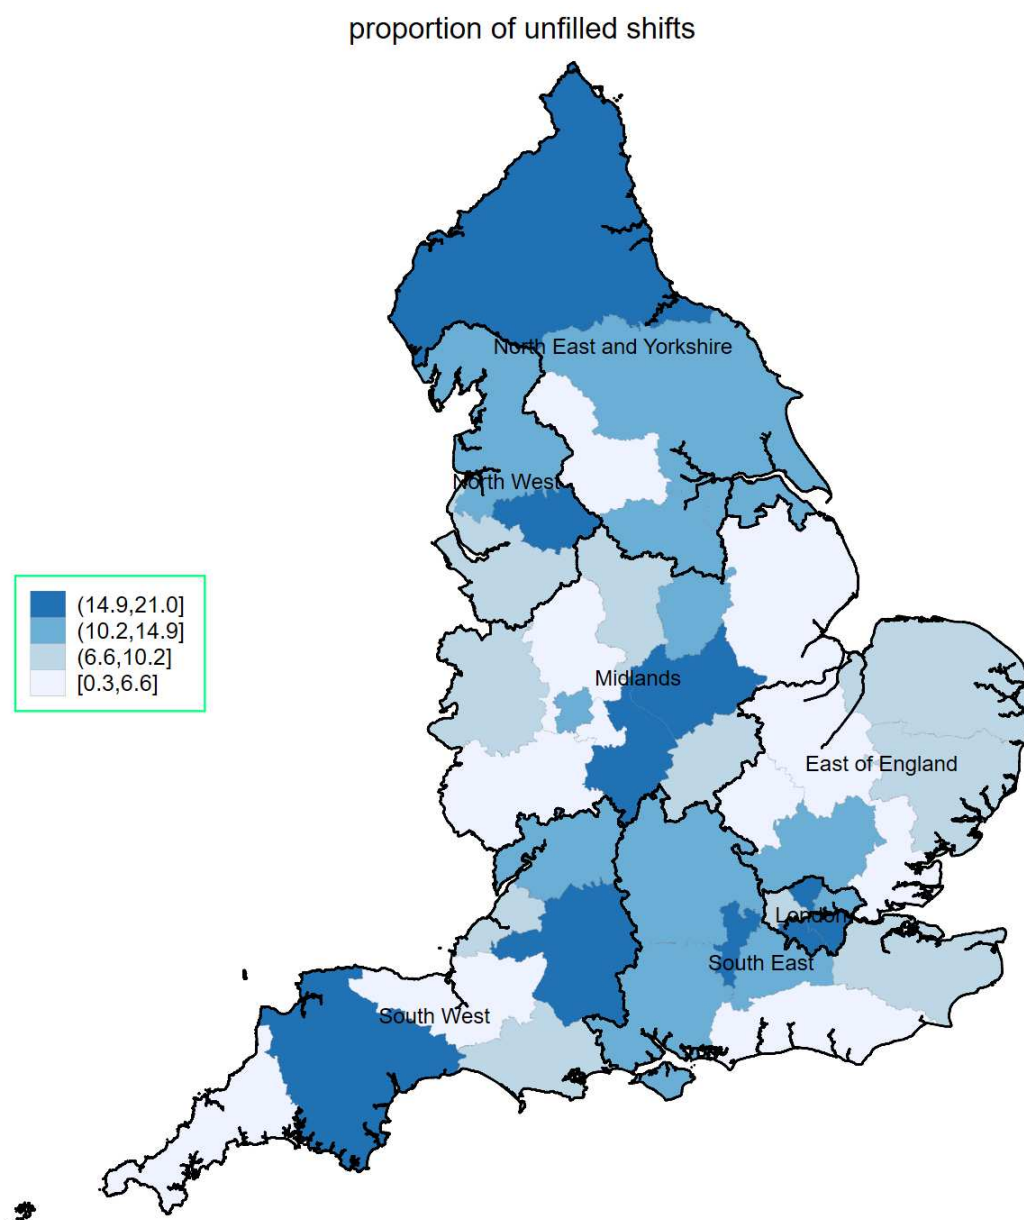 proportion of unfilled shifts
North East and Yorkshire
North West
(14.9,21.0]
(10.2,14.9]
(6.6,10.2]
[0.3,6.6]
Midlands
East of England
London
South East
South West